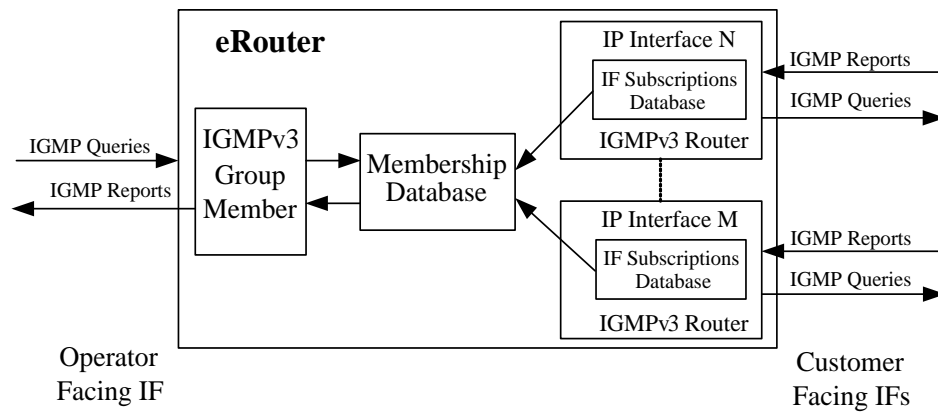 eRouter
IP Interface N
IF Subscriptions
Database
IGMPv3 Router
IGMP Reports
IGMP Queries
IGMP Queries
IGMP Reports
IGMPv3
Group
Member
Membership
Database
IP Interface M
IF Subscriptions
Database
IGMPv3 Router
IGMP Reports
IGMP Queries
Operator
Facing IF
Customer
Facing IFs